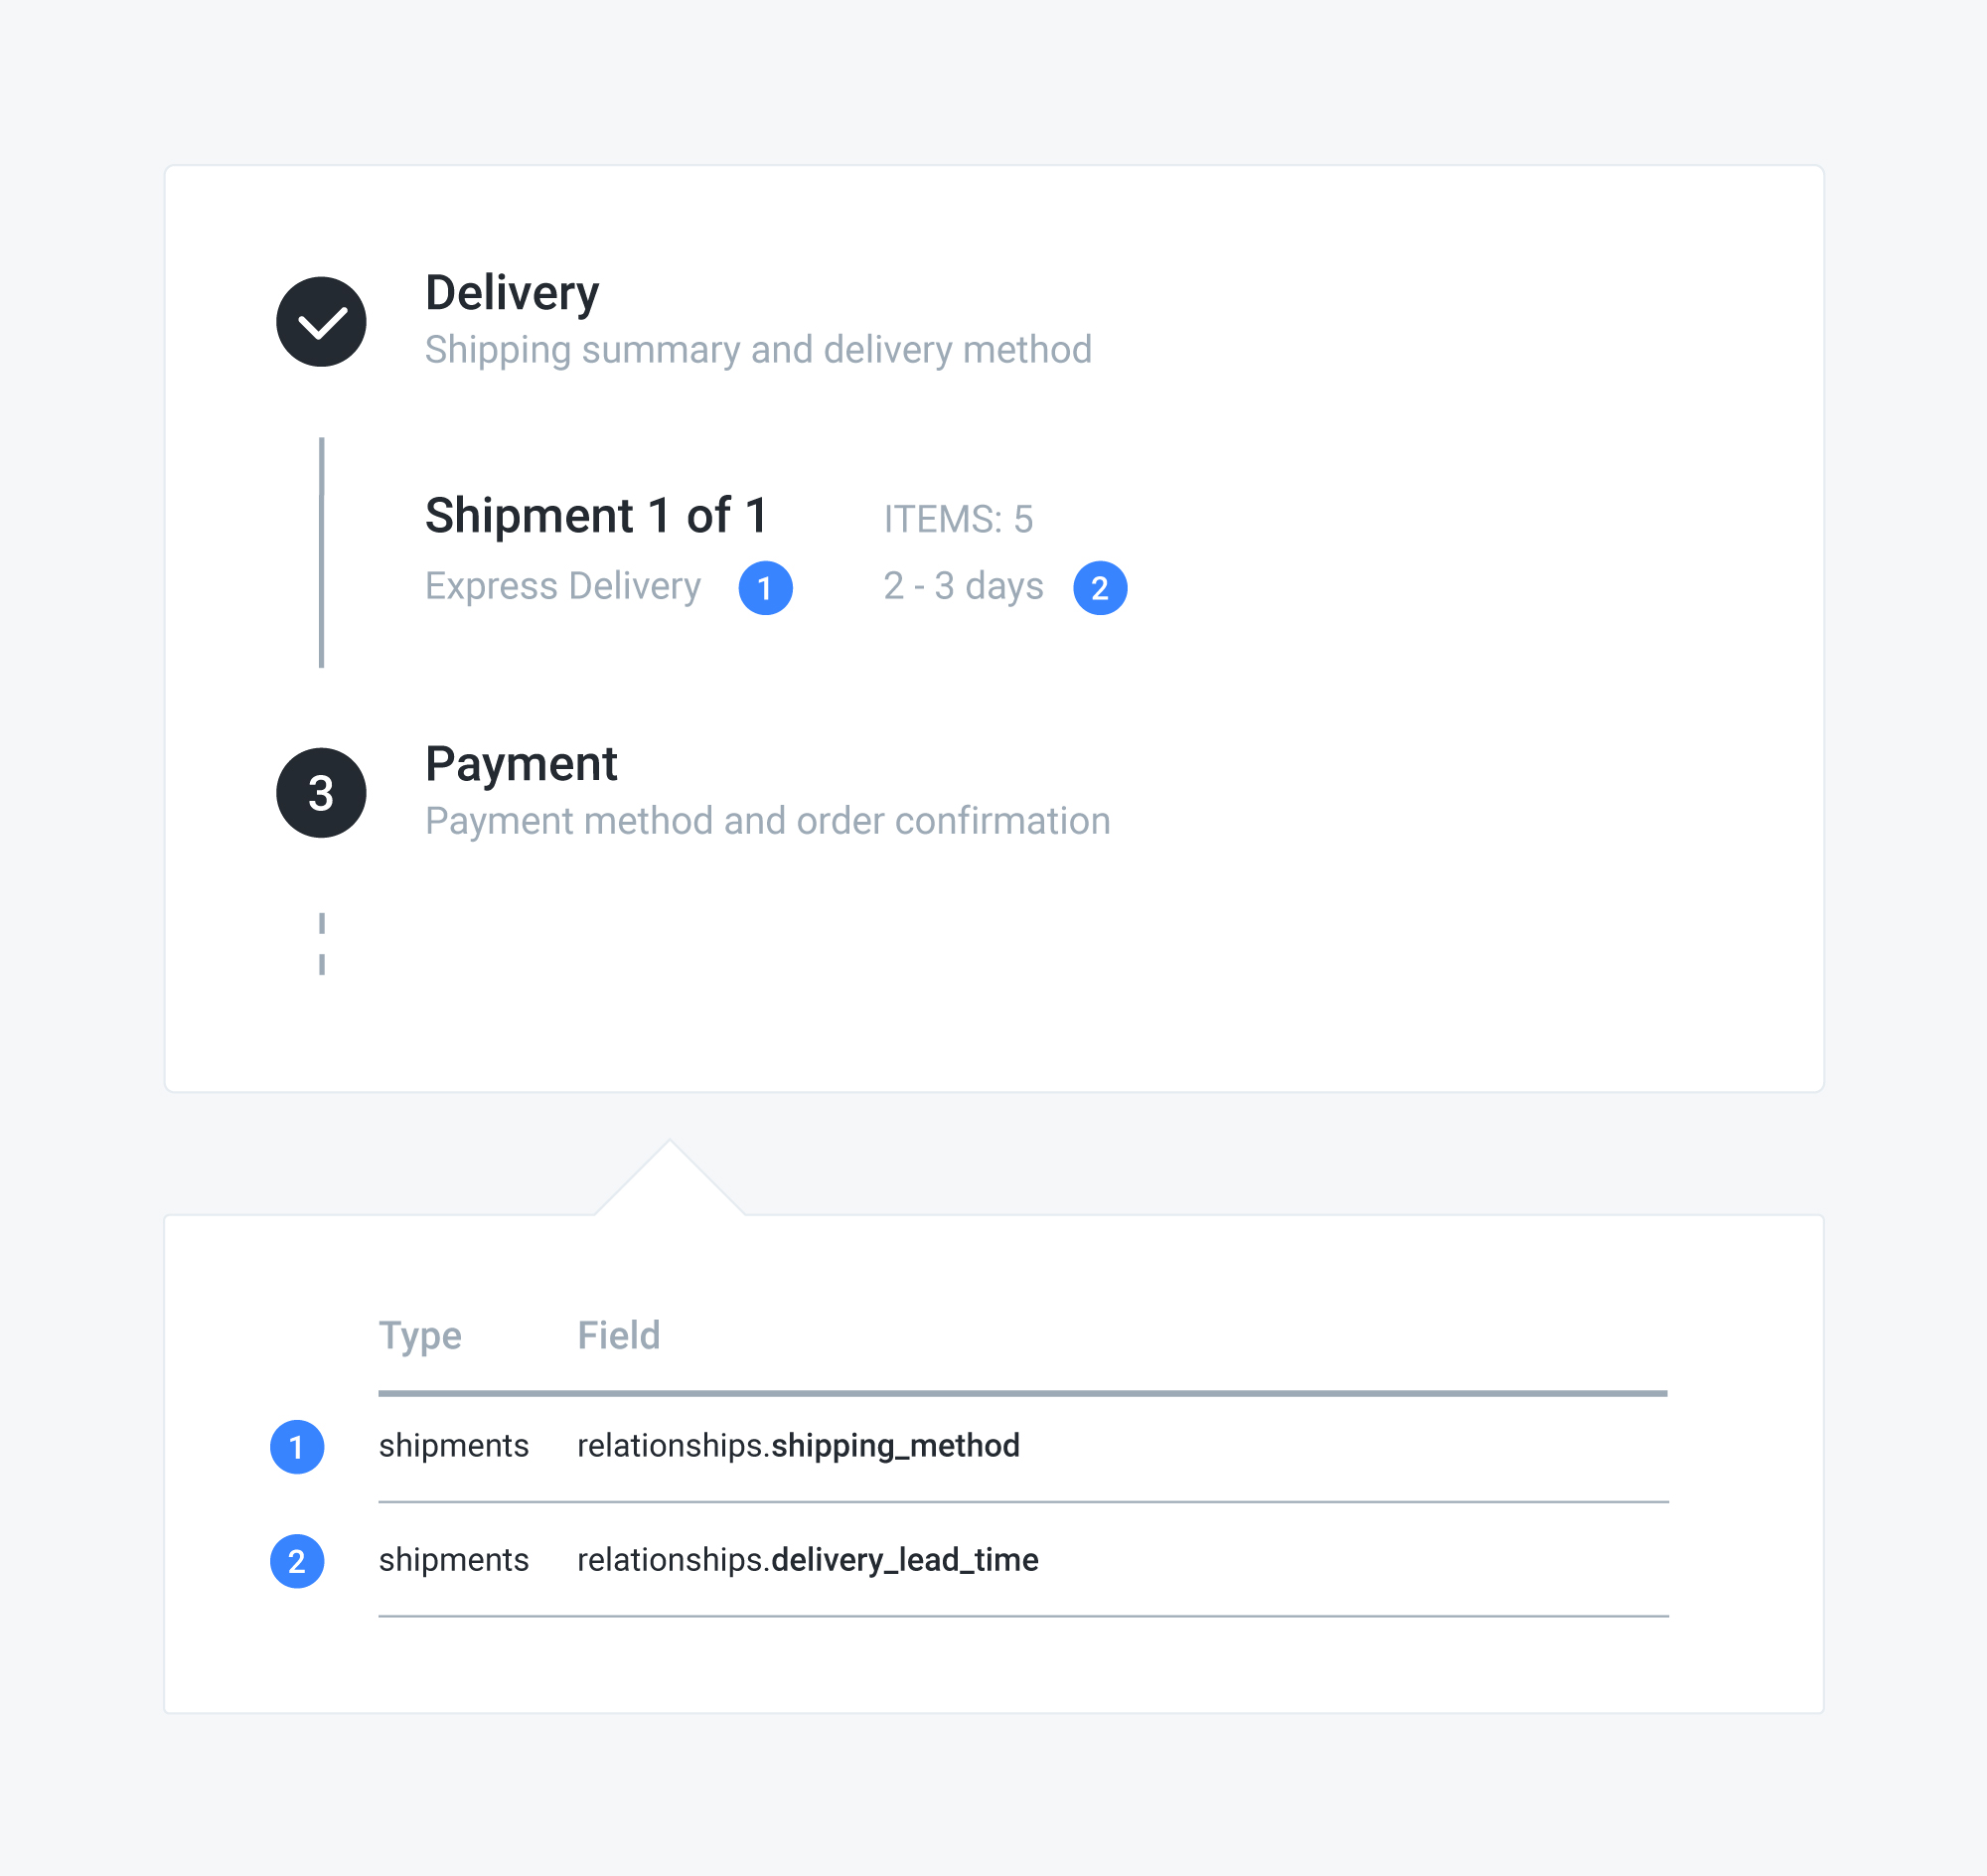 Delivery
Shipping summary and delivery method
Shipment 1 of 1 ITEMS: 5
Express Delivery 1 2 - 3 days 2
3 Payment
Payment method and order confirmation
Type Field
1 shipments relationships.shipping_method
2 shipments relationships.delivery_lead_time